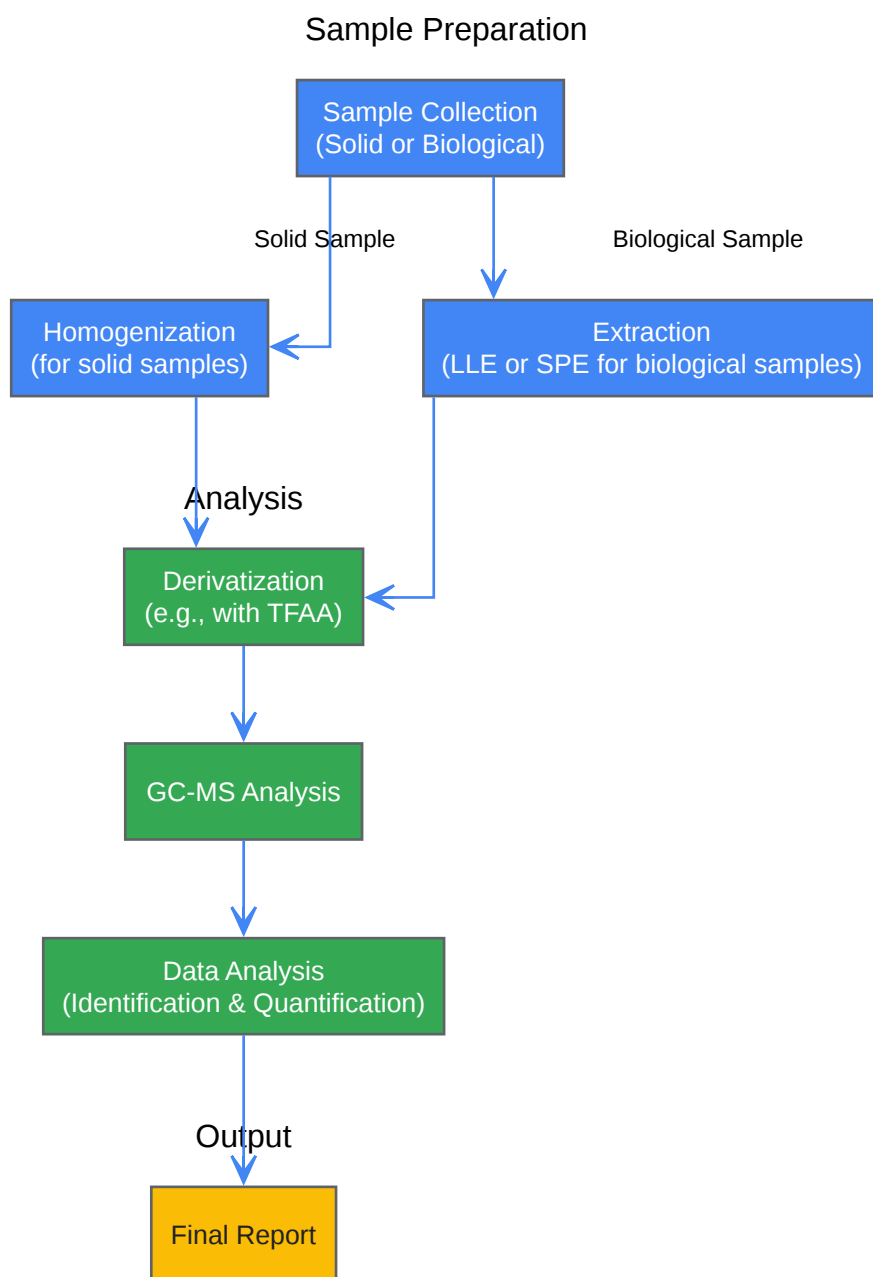 Sample Preparation
Sample Collection
(Solid or Biological)
Solid Sample
Biological Sample
Homogenization
(for solid samples)
Extraction
(LLE or SPE for biological samples)
Analysis
Derivatization
(e.g., with TFAA)
GC-MS Analysis
Data Analysis
(Identification & Quantification)
Output
Final Report